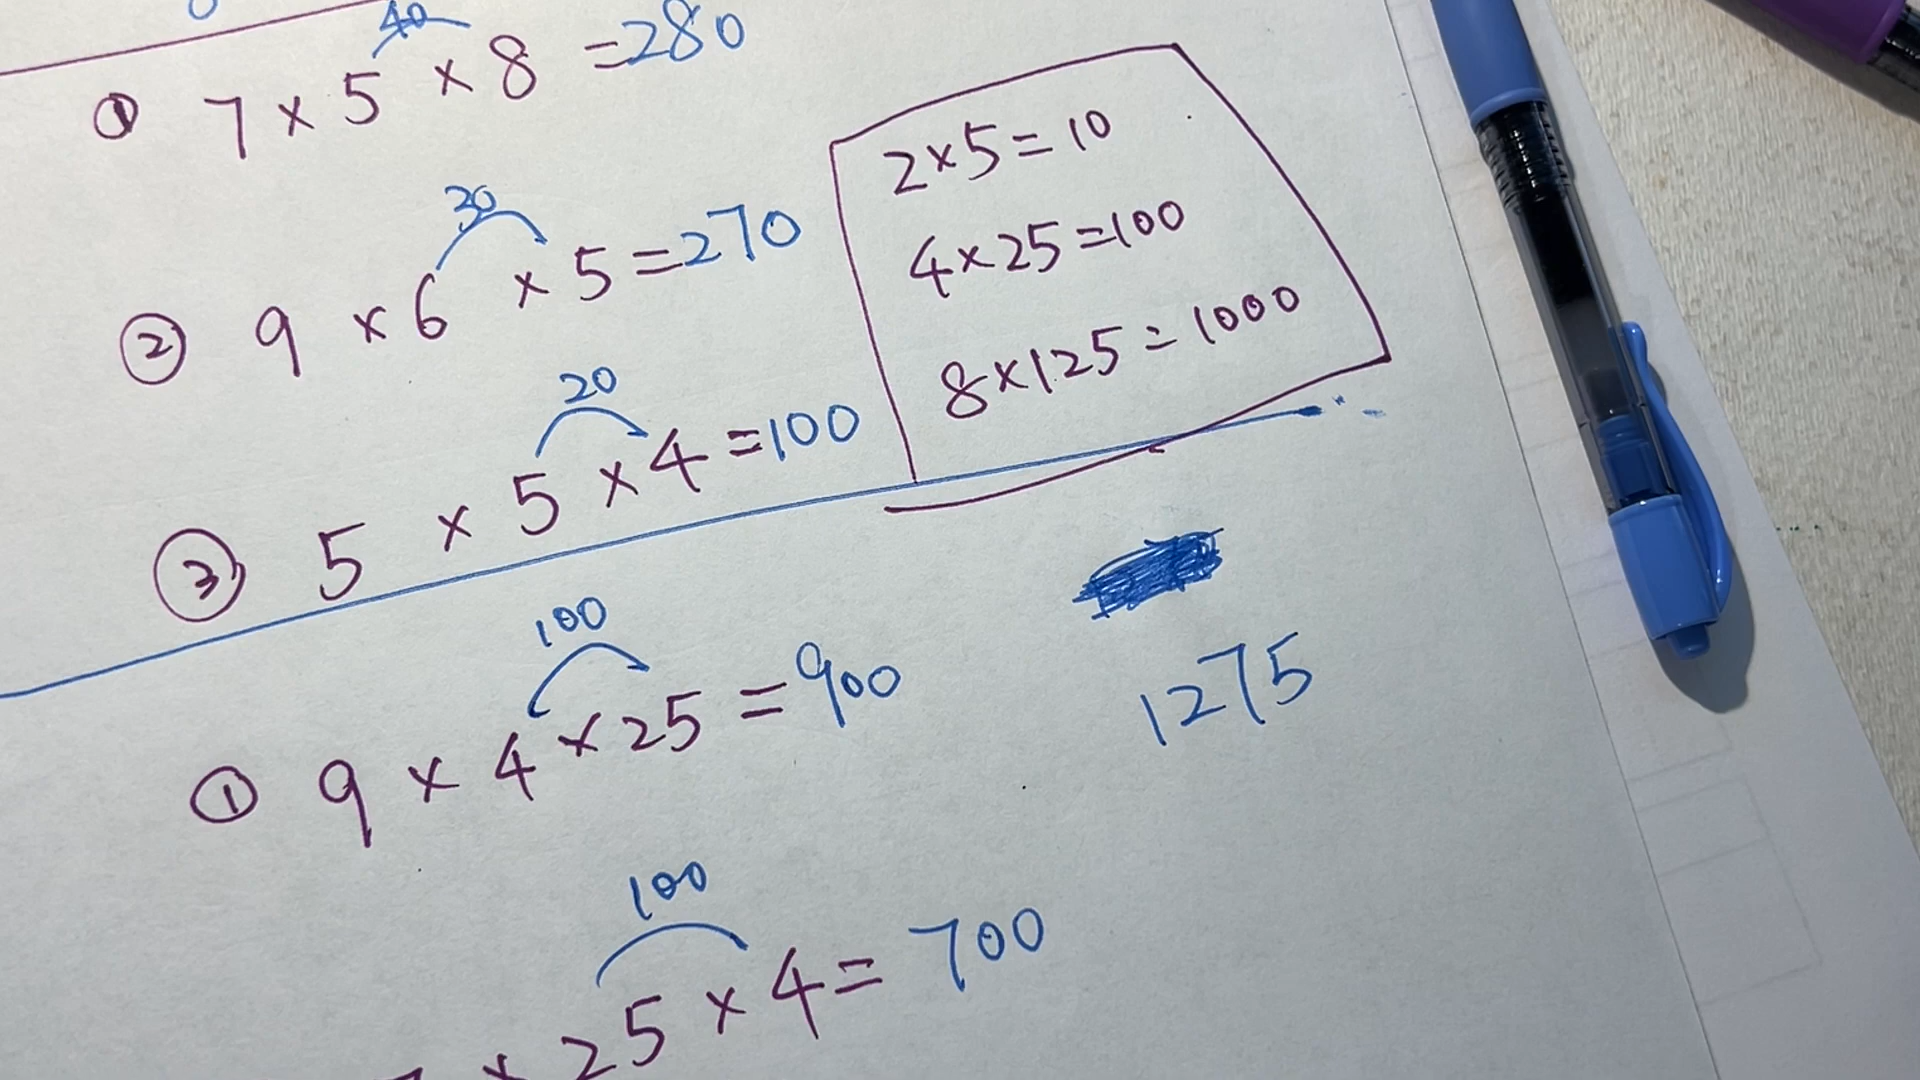 40
① 7 × 5 × 8 = 280
30
② 9 × 6 × 5 = 270
20
③ 5 × 5 × 4 = 100
2×5=10
4×25=100
8×125=1000
100
① 9 × 4 × 25 = 900
1275
100
× 25 × 4 = 700